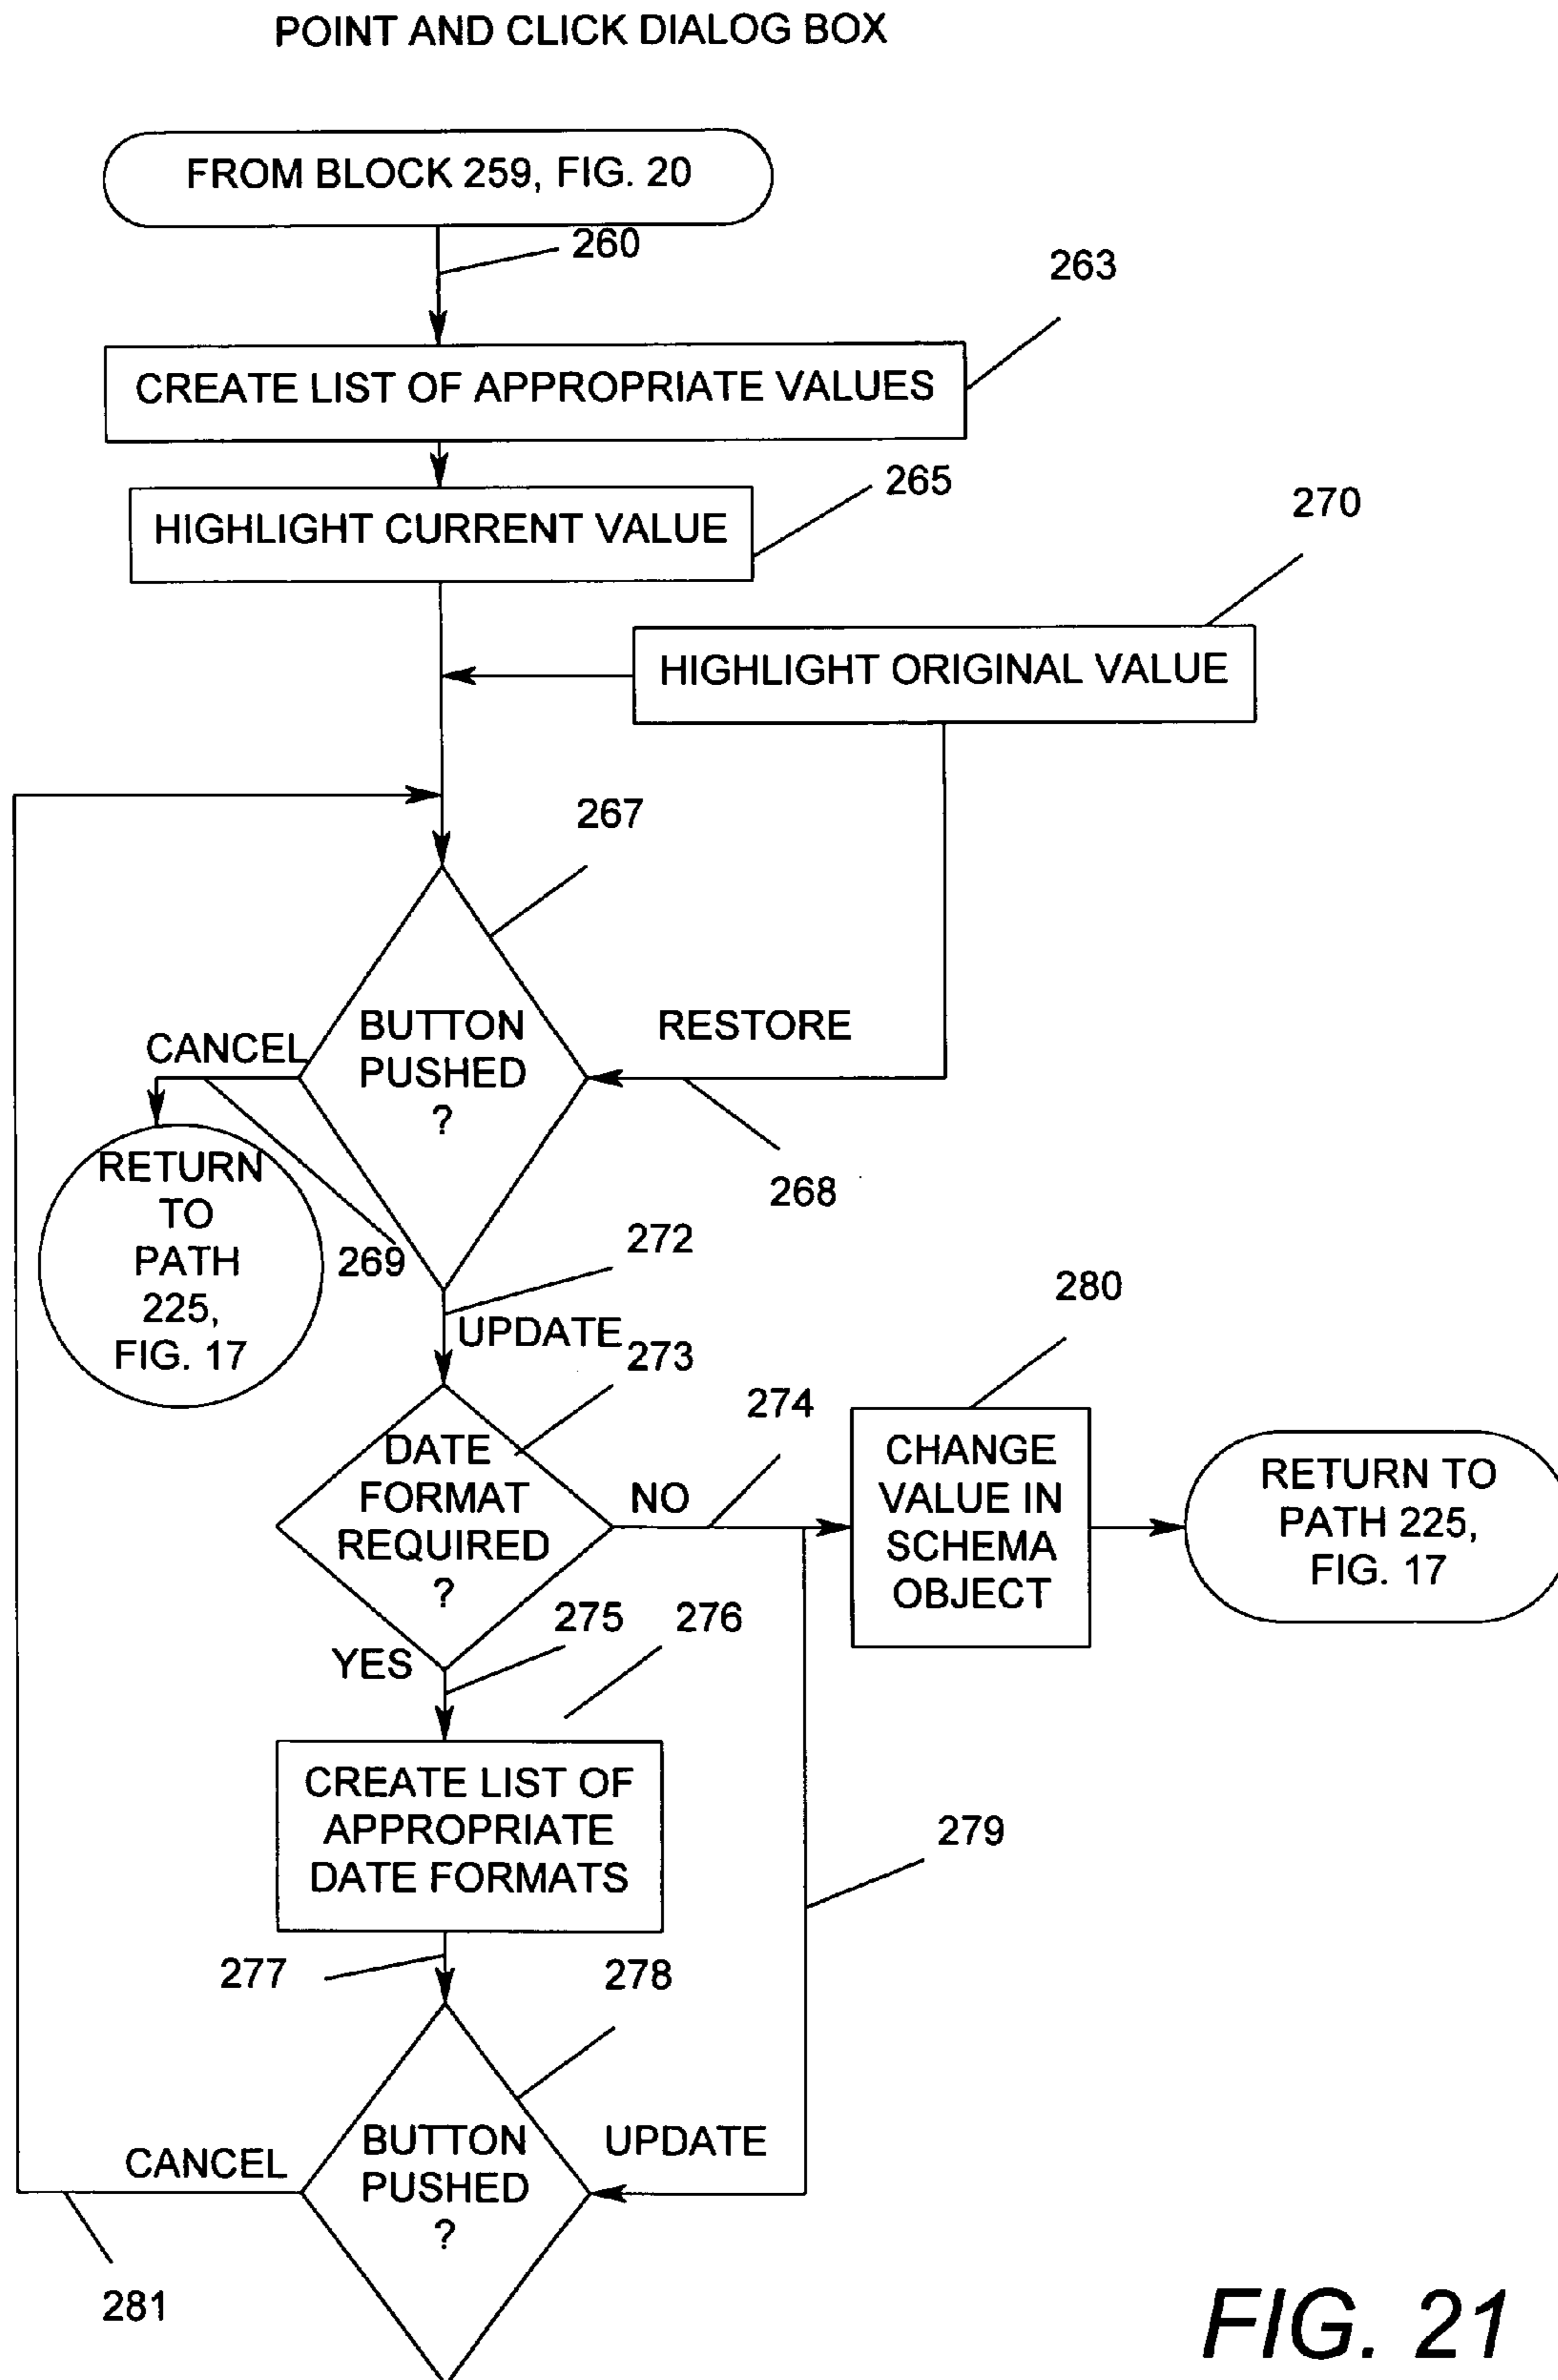 POINT AND CLICK DIALOG BOX
FROM BLOCK 259, FIG. 20
260
263
CREATE LIST OF APPROPRIATE VALUES
265
HIGHLIGHT CURRENT VALUE
270
HIGHLIGHT ORIGINAL VALUE
267
BUTTON
PUSHED
?
RESTORE
CANCEL
268
RETURN
TO
PATH
225,
FIG. 17
269
272
UPDATE
273
280
274
DATE
FORMAT
REQUIRED
?
NO
CHANGE
VALUE IN
SCHEMA
OBJECT
RETURN TO
PATH 225,
FIG. 17
275
276
YES
CREATE LIST OF
APPROPRIATE
DATE FORMATS
279
277
278
BUTTON
PUSHED
?
UPDATE
CANCEL
281
FIG. 21